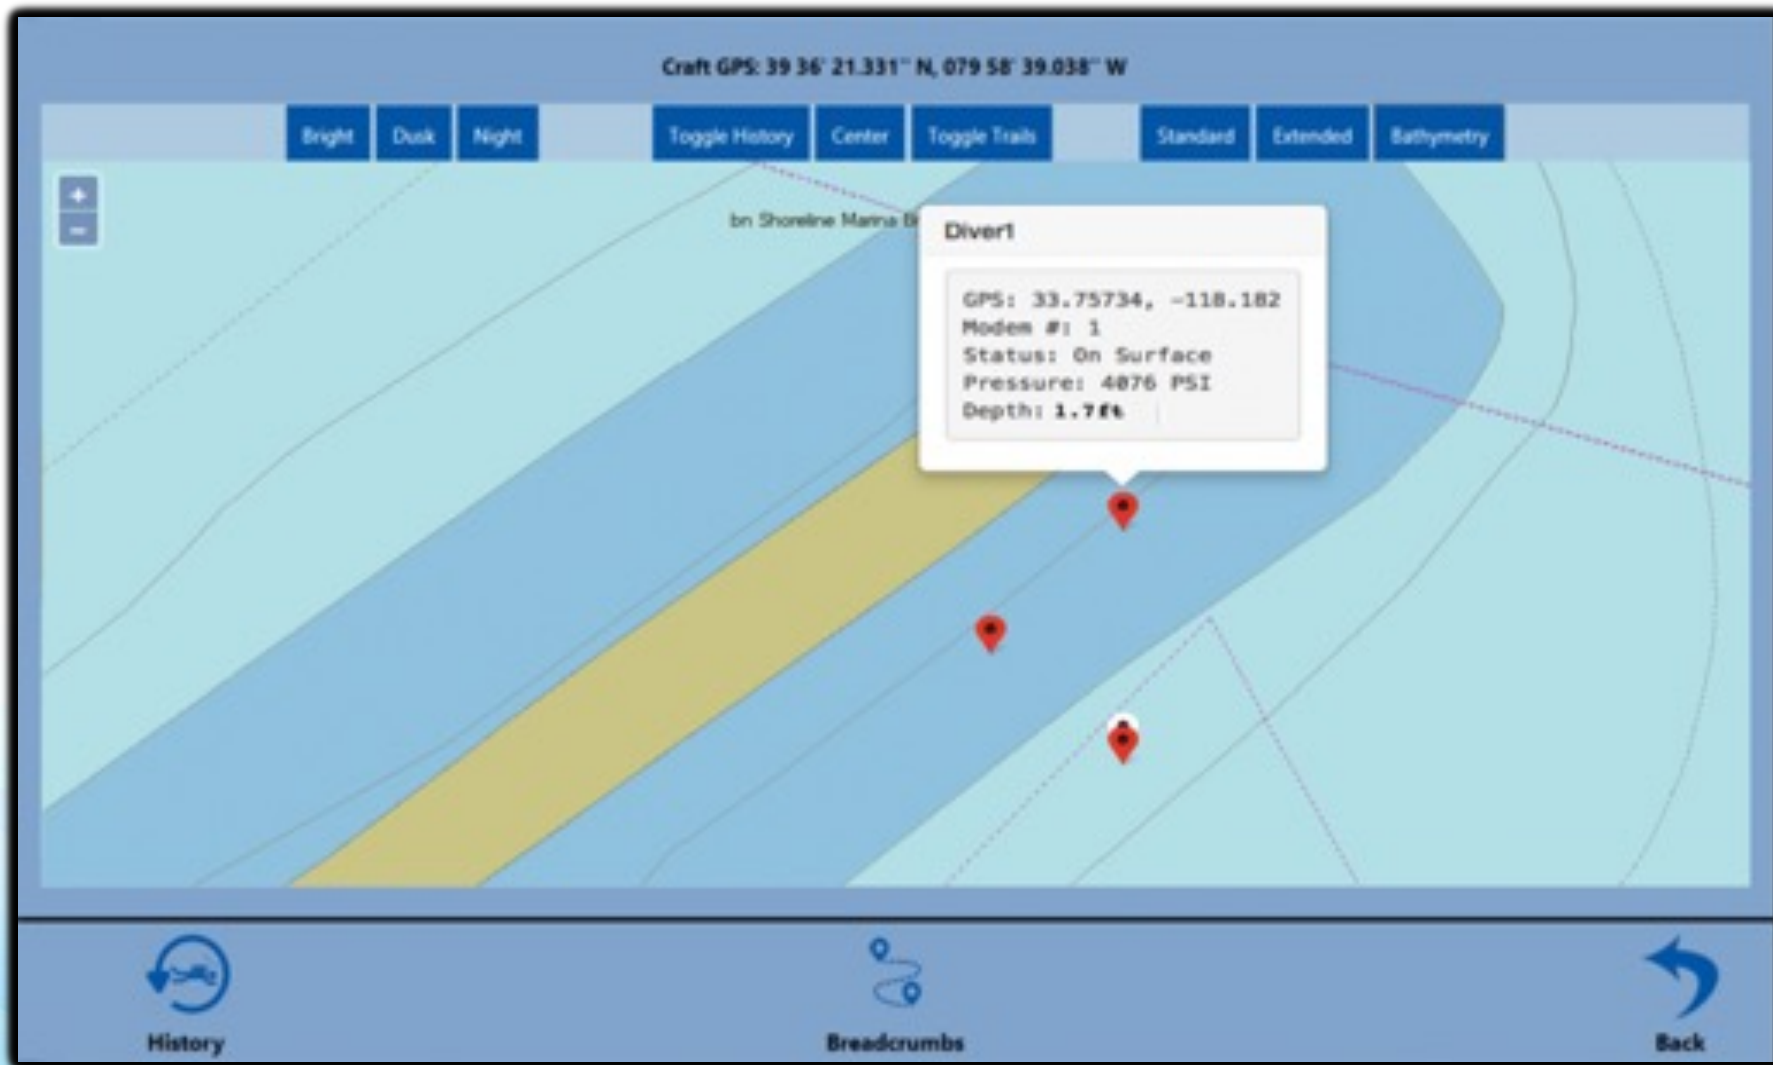 Craft GPS: 39 36' 21.331'' N, 079 58' 39.038'' W
Bright Dusk Night Toggle History Center Toggle Trails Standard Extended Bathymetry
+
−
bn Shoreline Marina
Diver1
GPS: 33.75734, -118.182
Modem #: 1
Status: On Surface
Pressure: 4076 PSI
Depth: 1.7ft
History Breadcrumbs Back